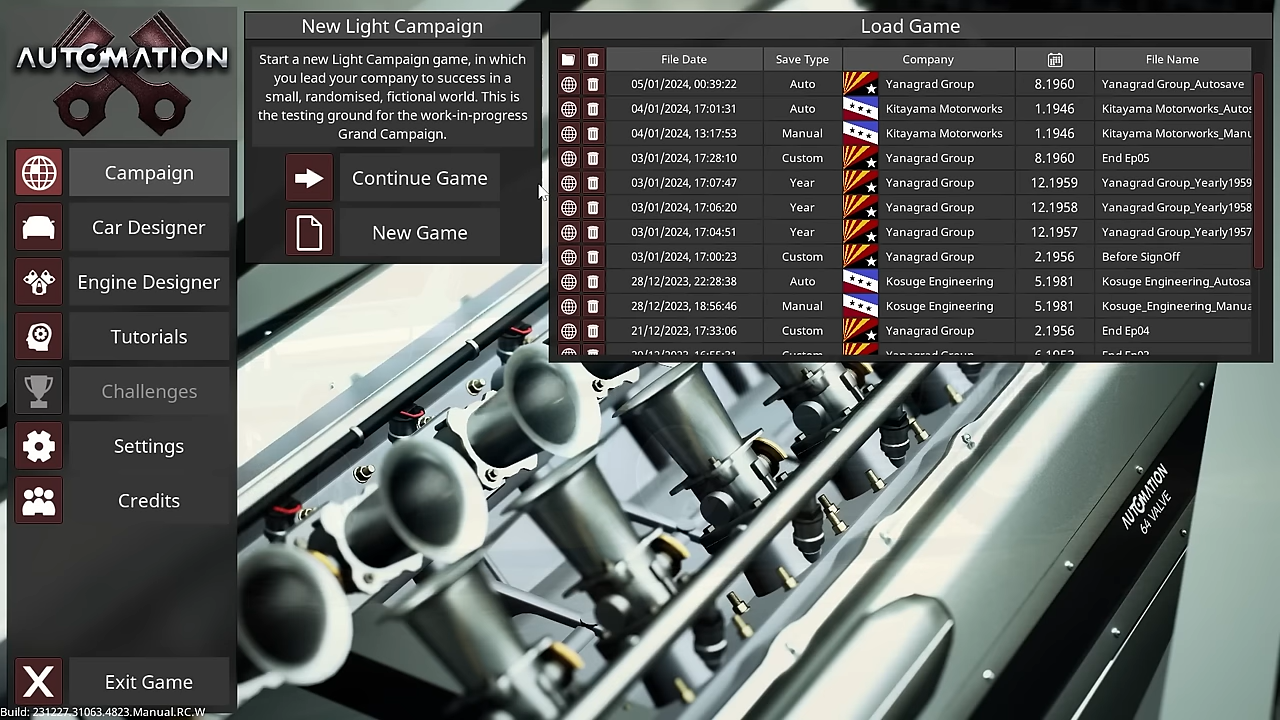 AUTOMATION
Campaign
Car Designer
Engine Designer
Tutorials
Challenges
Settings
Credits
Exit Game
Build: 231227.31063.4823.Manual.RC.W
New Light Campaign
Start a new Light Campaign game, in which
you lead your company to success in a
small, randomised, fictional world. This is
the testing ground for the work-in-progress
Grand Campaign.
Continue Game
New Game
Load Game
File Date Save Type Company File Name
05/01/2024, 00:39:22 Auto Yanagrad Group 8.1960 Yanagrad Group_Autosave
04/01/2024, 17:01:31 Auto Kitayama Motorworks 1.1946 Kitayama Motorworks_Autos
04/01/2024, 13:17:53 Manual Kitayama Motorworks 1.1946 Kitayama Motorworks_Manu
03/01/2024, 17:28:10 Custom Yanagrad Group 8.1960 End Ep05
03/01/2024, 17:07:47 Year Yanagrad Group 12.1959 Yanagrad Group_Yearly1959
03/01/2024, 17:06:20 Year Yanagrad Group 12.1958 Yanagrad Group_Yearly1958
03/01/2024, 17:04:51 Year Yanagrad Group 12.1957 Yanagrad Group_Yearly1957
03/01/2024, 17:00:23 Custom Yanagrad Group 2.1956 Before SignOff
28/12/2023, 22:28:38 Auto Kosuge Engineering 5.1981 Kosuge Engineering_Autosa
28/12/2023, 18:56:46 Manual Kosuge Engineering 5.1981 Kosuge_Engineering_Manua
21/12/2023, 17:33:06 Custom Yanagrad Group 2.1956 End Ep04
AUTOMATION
64 VALVE